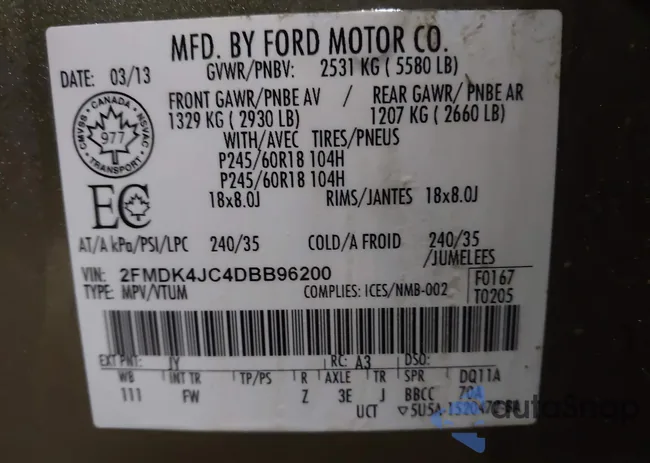 MFD. BY FORD MOTOR CO.
DATE: 03/13
GVWR/PNBV: 2531 KG ( 5580 LB)
FRONT GAWR/PNBE AV / REAR GAWR/ PNBE AR
1329 KG ( 2930 LB) 1207 KG ( 2660 LB)
WITH/AVEC TIRES/PNEUS
P245/60R18 104H
P245/60R18 104H
18x8.0J RIMS/JANTES 18x8.0J
CMVSS · CANADA · NSVAC
977
TRANSPORT
EC
AT/A kPa/PSI/LPC 240/35 COLD/A FROID 240/35
/JUMELEES
VIN: 2FMDK4JC4DBB96200 F0167
TYPE: MPV/VTUM COMPLIES: ICES/NMB-002 T0205
EXT PNT: JY RC: A3 DSO:
WB INT TR TP/PS R AXLE TR SPR DQ11A
111 FW Z 3E J BBCC 70A
UCT
autoSnap